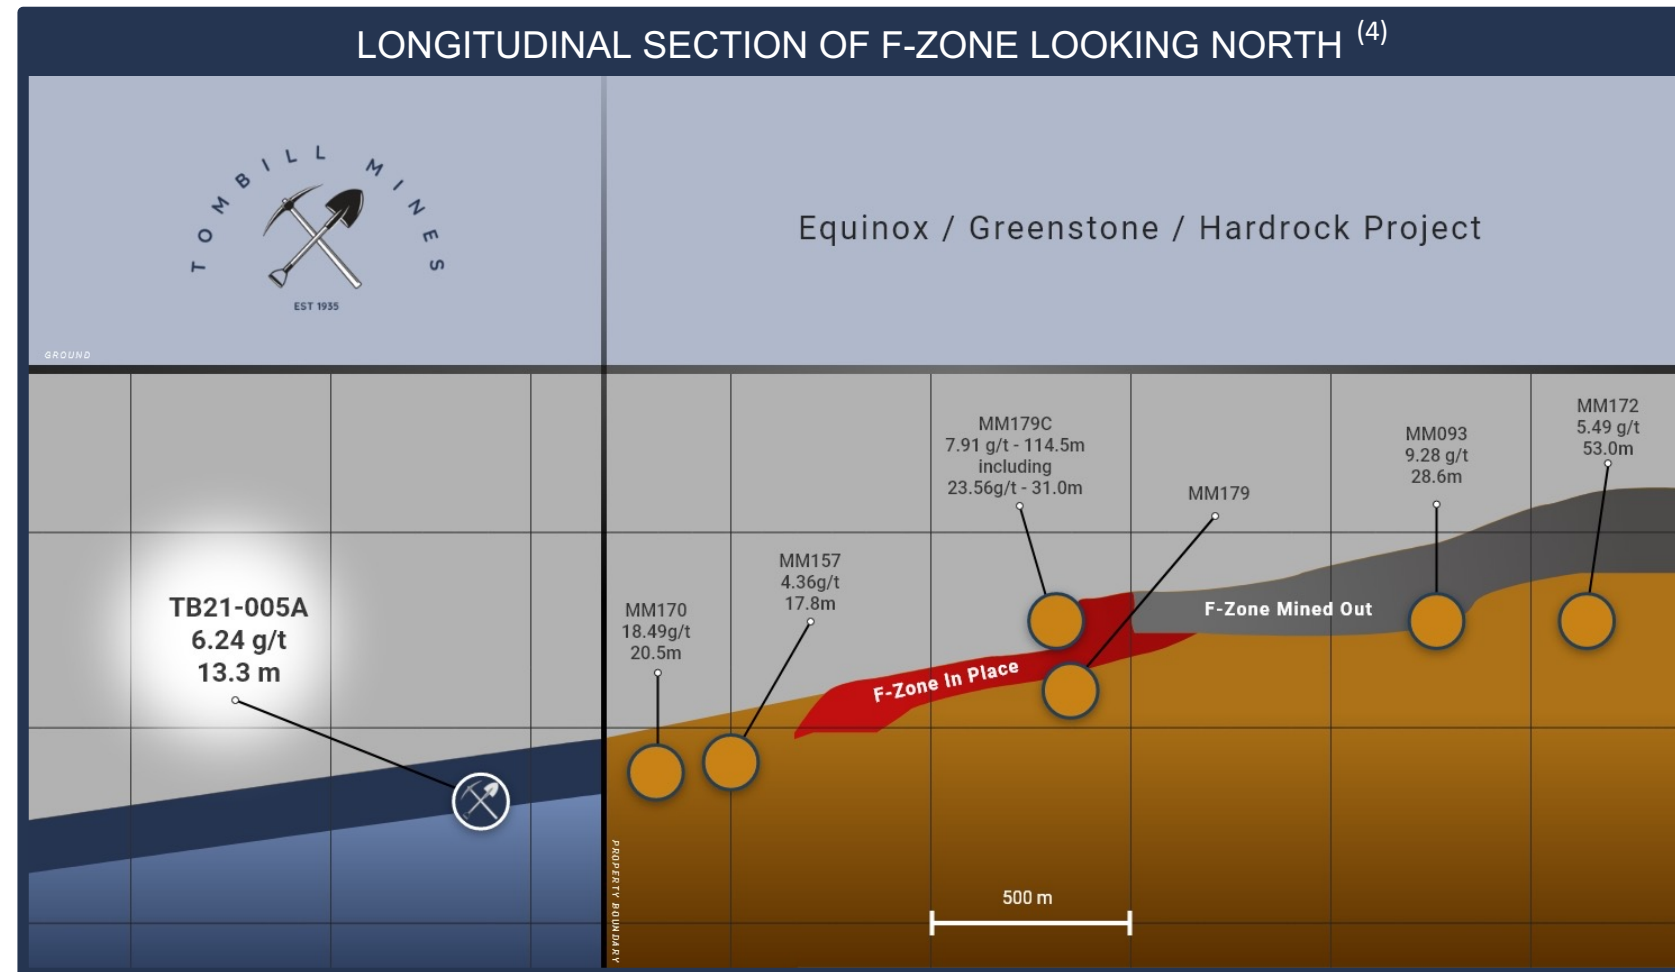 LONGITUDINAL SECTION OF F-ZONE LOOKING NORTH (4)
TOMBILL MINES
EST 1935
Equinox / Greenstone / Hardrock Project
GROUND
MM172
5.49 g/t
53.0m
MM179C
7.91 g/t - 114.5m
including
23.56g/t - 31.0m
MM093
9.28 g/t
28.6m
MM179
MM157
4.36g/t
17.8m
TB21-005A
6.24 g/t
13.3 m
MM170
18.49g/t
20.5m
F-Zone Mined Out
F-Zone In Place
PROPERTY BOUNDARY
500 m